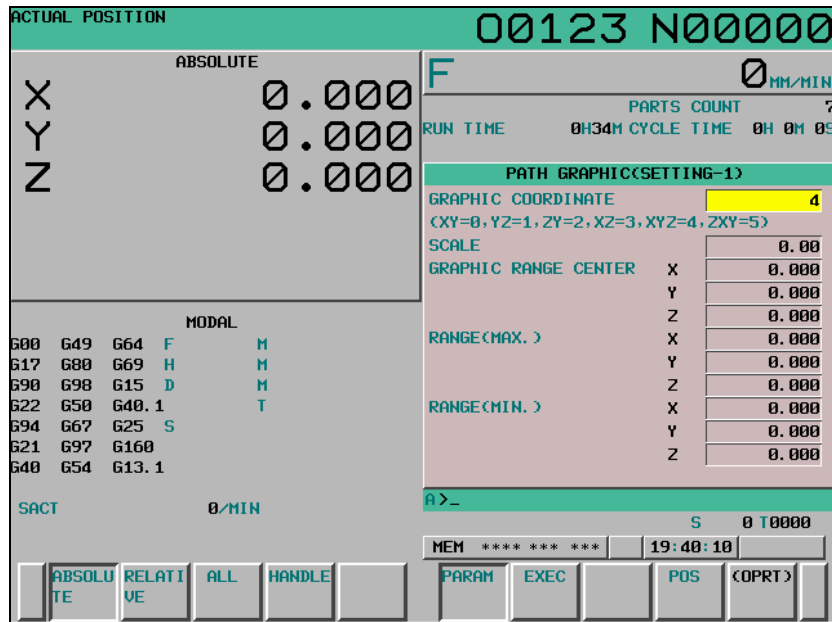 ACTUAL POSITION
O0123 N00000
ABSOLUTE
X 0.000
Y 0.000
Z 0.000
MODAL
G00 G49 G64 F M
G17 G80 G69 H M
G90 G98 G15 D M
G22 G50 G40.1 T
G94 G67 G25 S
G21 G97 G160
G40 G54 G13.1
SACT 0/MIN
ABSOLUTE RELATIVE ALL HANDLE
F 0 MM/MIN
PARTS COUNT 7
RUN TIME 0H34M CYCLE TIME 0H 0M 0S
PATH GRAPHIC(SETTING-1)
GRAPHIC COORDINATE 4
(XY=0,YZ=1,ZY=2,XZ=3,XYZ=4,ZXY=5)
SCALE 0.00
GRAPHIC RANGE CENTER X 0.000
Y 0.000
Z 0.000
RANGE(MAX.) X 0.000
Y 0.000
Z 0.000
RANGE(MIN.) X 0.000
Y 0.000
Z 0.000
A>_
S 0 T0000
MEM **** *** *** 19:40:10
PARAM EXEC POS (OPRT)